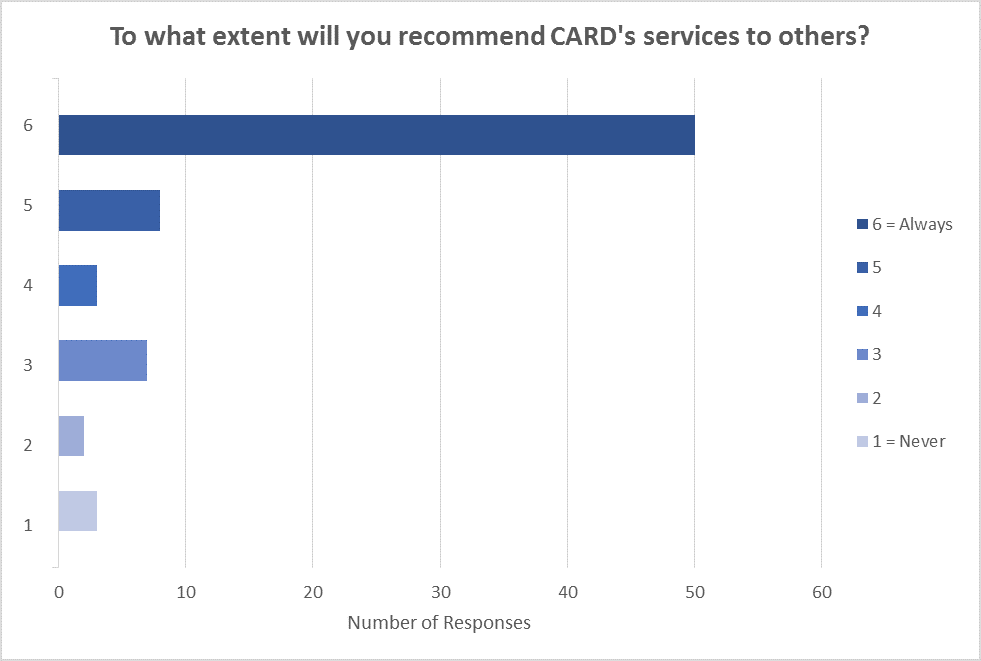 To what extent will you recommend CARD's services to others?
6
5
4
3
2
1
0 10 20 30 40 50 60
Number of Responses
6 = Always
5
4
3
2
1 = Never